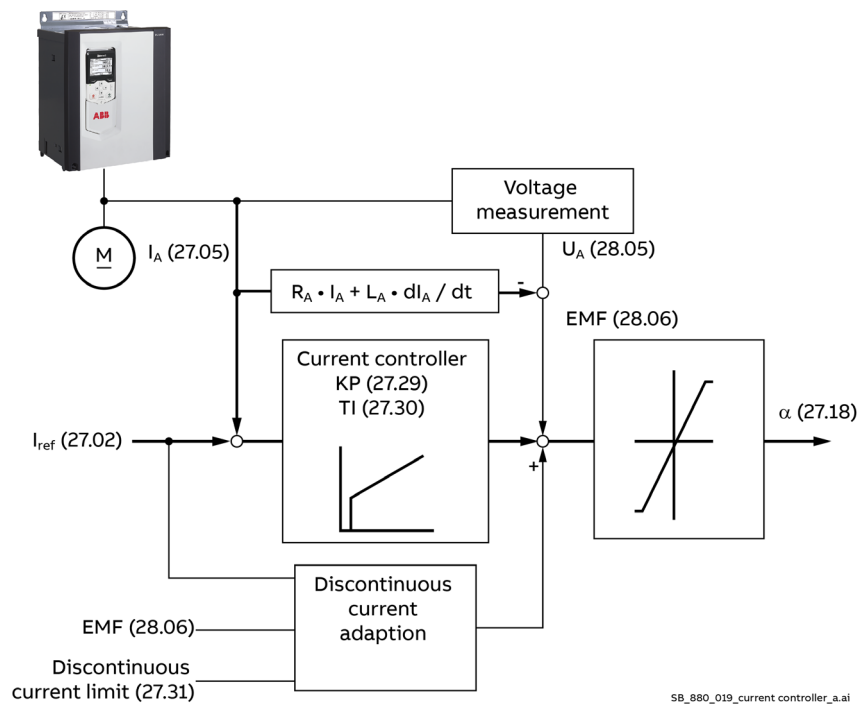 ABB
Voltage
measurement
M
I_A (27.05)
U_A (28.05)
R_A • I_A + L_A • dI_A / dt
-
EMF (28.06)
Current controller
KP (27.29)
TI (27.30)
α (27.18)
I_ref (27.02)
+
Discontinuous
current
adaption
EMF (28.06)
Discontinuous
current limit (27.31)
SB_880_019_current controller_a.ai